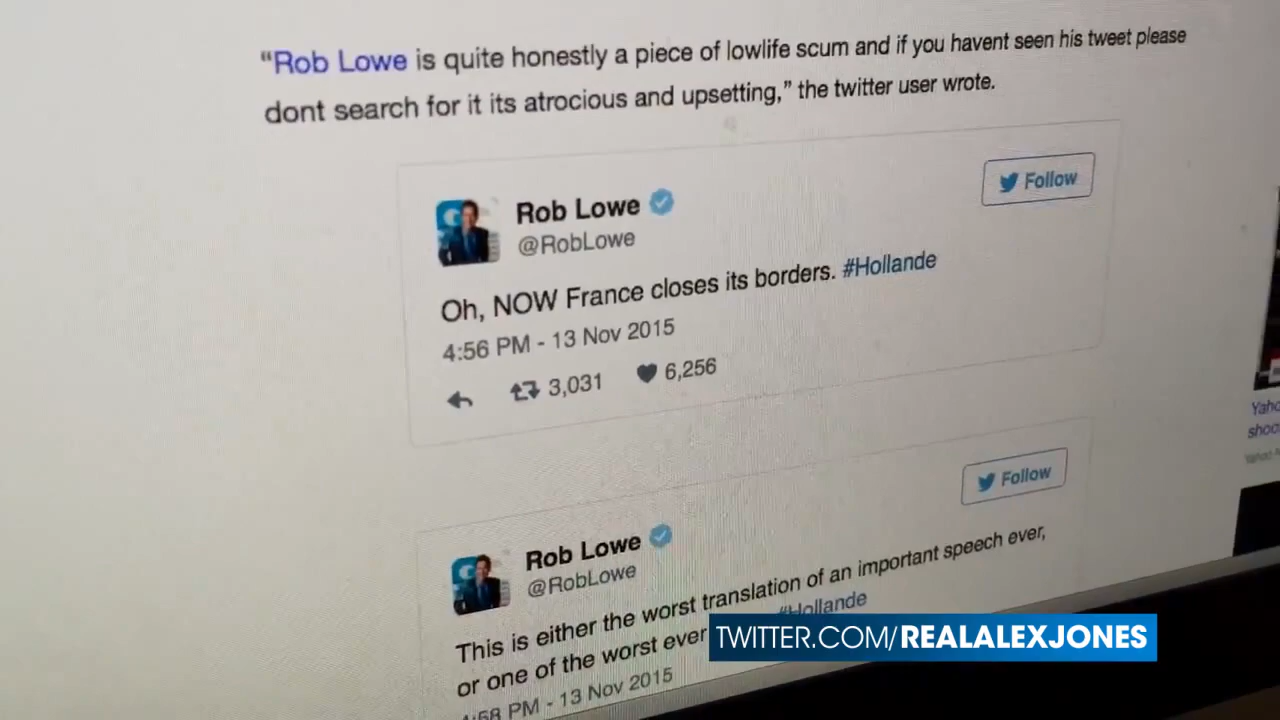 “Rob Lowe is quite honestly a piece of lowlife scum and if you havent seen his tweet please
dont search for it its atrocious and upsetting,” the twitter user wrote.
Follow
Rob Lowe
@RobLowe
Oh, NOW France closes its borders. #Hollande
4:56 PM - 13 Nov 2015
3,031 6,256
Follow
Rob Lowe
@RobLowe
This is either the worst translation of an important speech ever,
or one of the worst ever #Hollande
4:58 PM - 13 Nov 2015
TWITTER.COM/REALALEXJONES